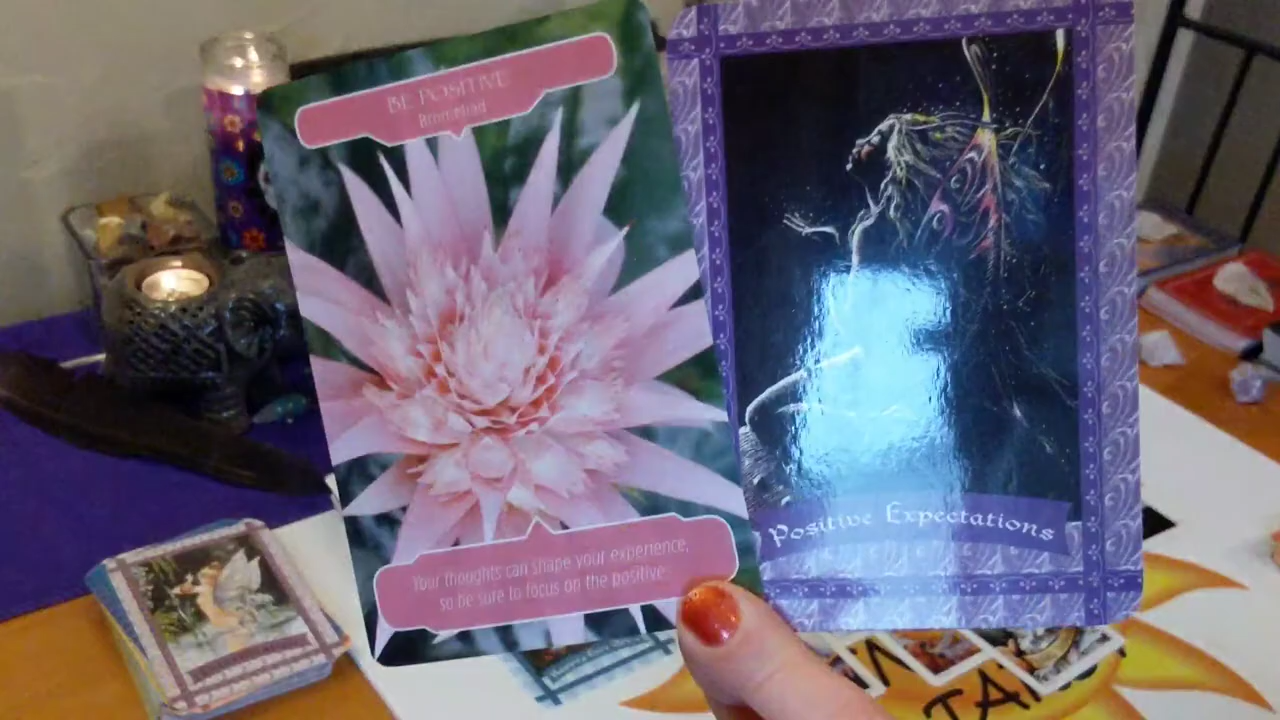 BE POSITIVE
Bromeliad
Your thoughts can shape your experience,
so be sure to focus on the positive.
Positive Expectations